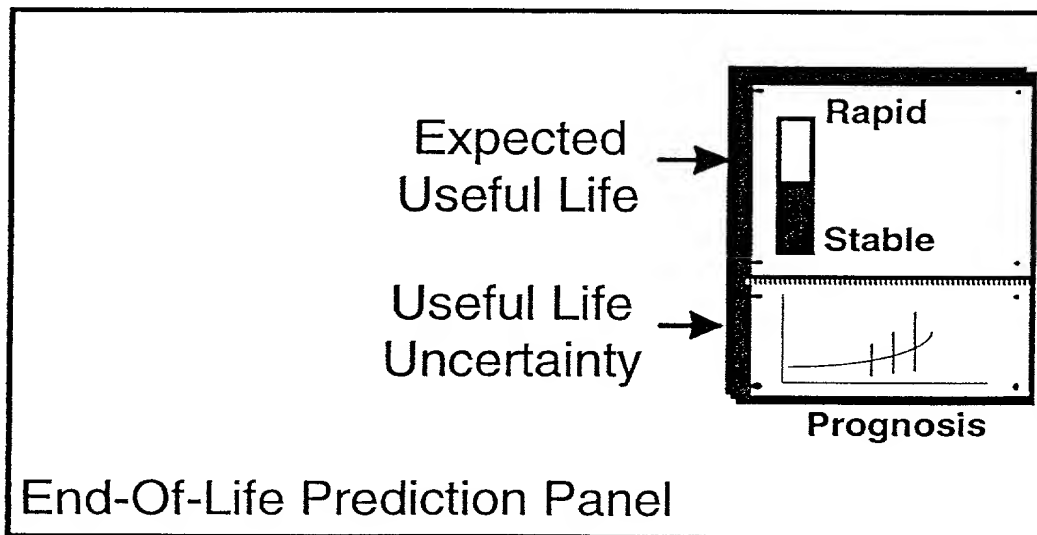 Expected
Useful Life
Rapid
Stable
Useful Life
Uncertainty
Prognosis
End-Of-Life Prediction Panel